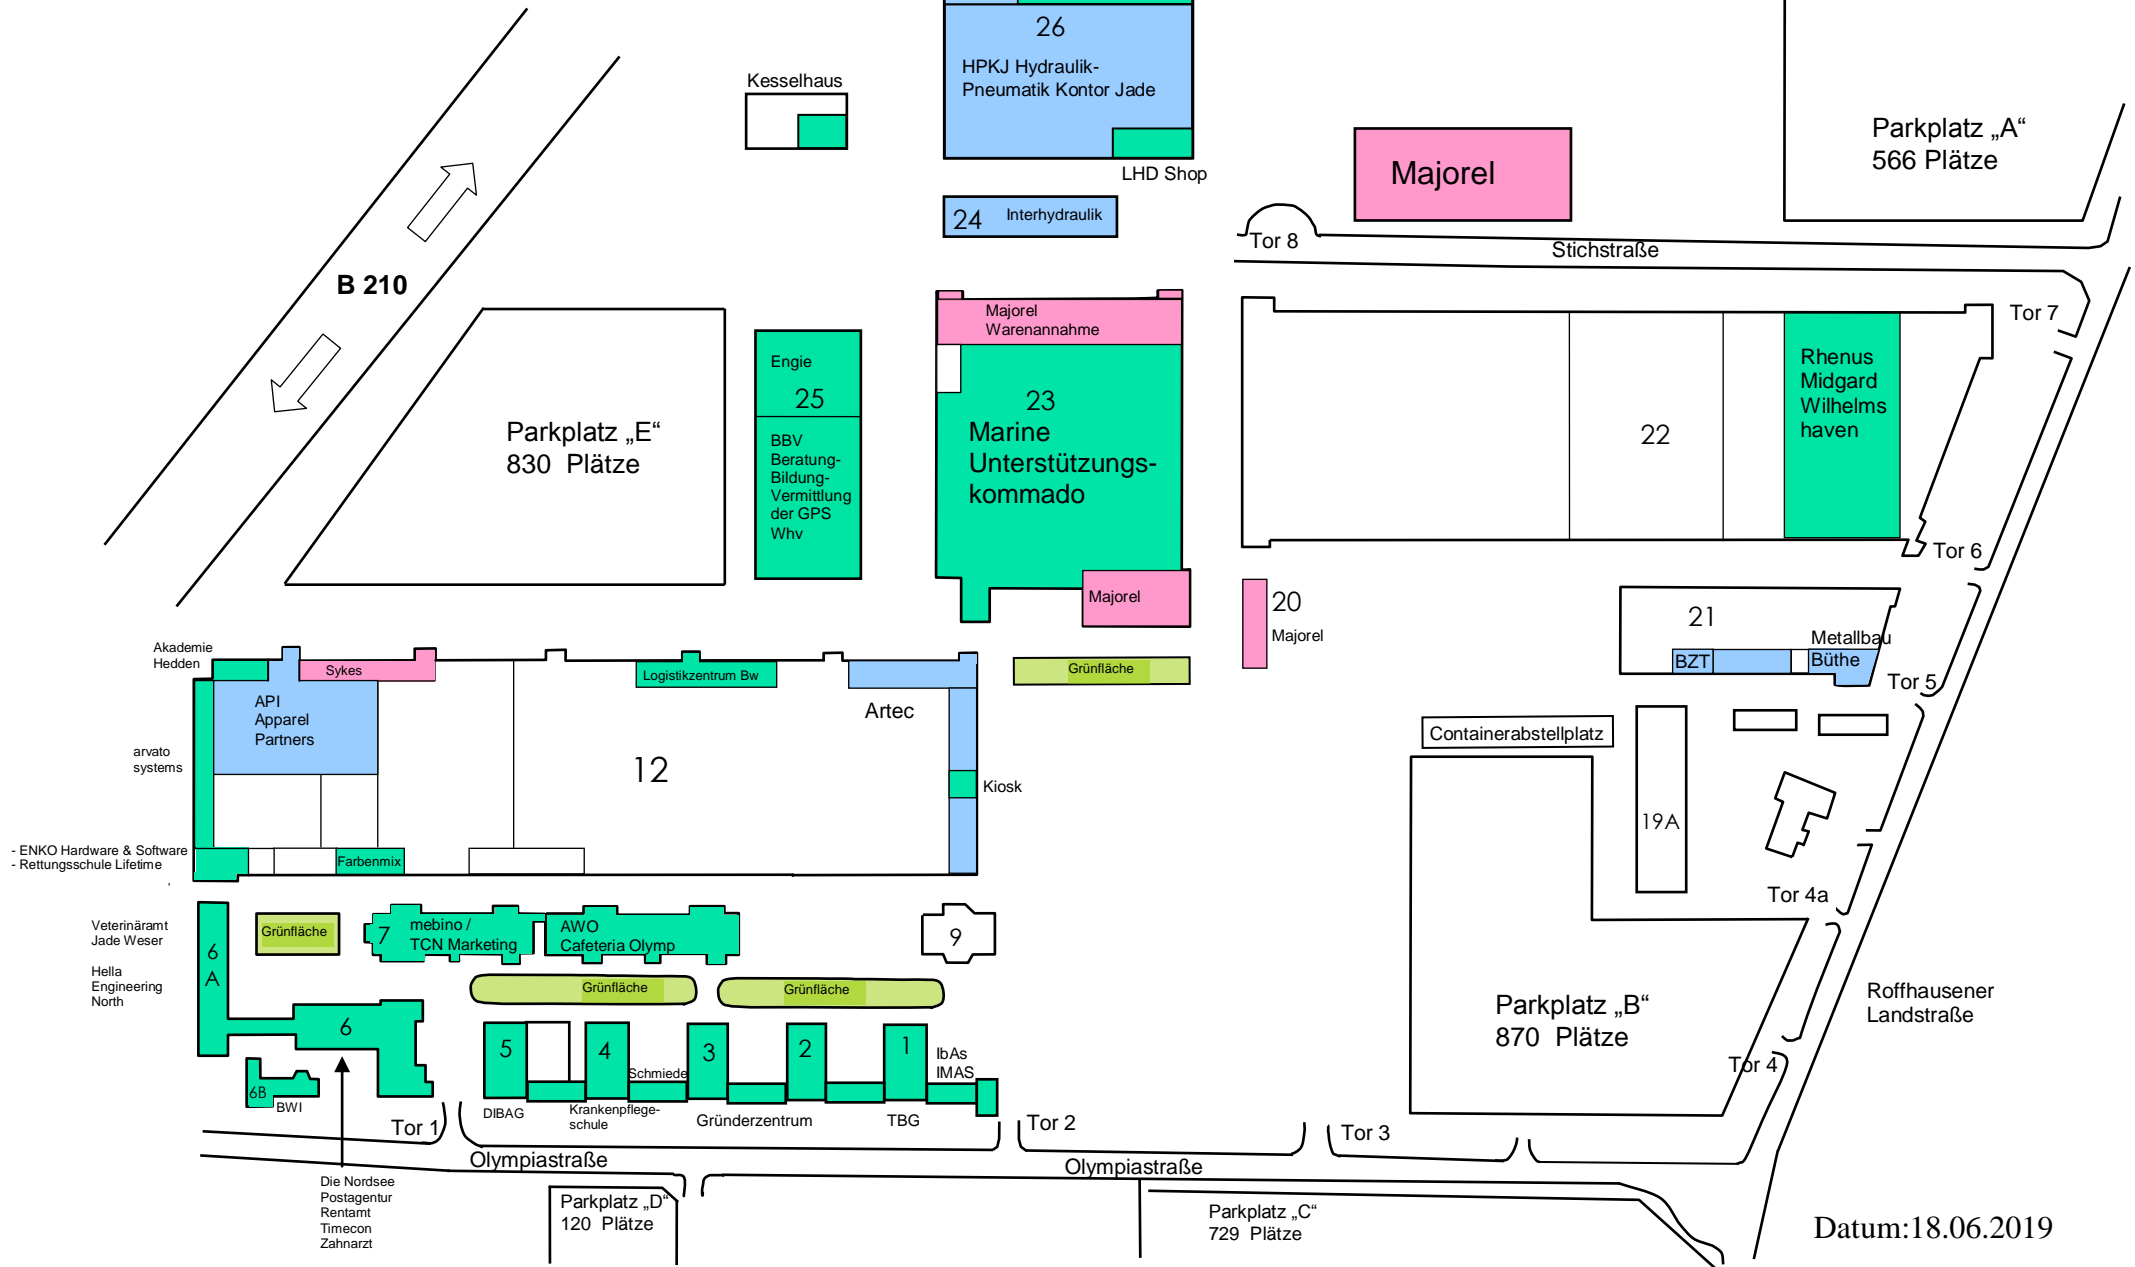 26
HPKJ Hydraulik-
Pneumatik Kontor Jade
Kesselhaus
LHD Shop
Majorel
Parkplatz „A“
566 Plätze
24 Interhydraulik
Tor 8
Stichstraße
B 210
Majorel
Warenannahme
Tor 7
Engie
25
BBV
Beratung-
Bildung-
Vermittlung
der GPS
Whv
Parkplatz „E“
830 Plätze
23
Marine
Unterstützungs-
kommado
22
Rhenus
Midgard
Wilhelms
haven
Tor 6
Majorel
20
Majorel
21
Metallbau
Büthe
BZT
Tor 5
Akademie
Hedden
Sykes
Logistikzentrum Bw
Grünfläche
API
Apparel
Partners
Artec
arvato
systems
12
Kiosk
Containerabstellplatz
19A
- ENKO Hardware & Software
- Rettungsschule Lifetime
Farbenmix
Tor 4a
Veterinäramt
Jade Weser
Hella
Engineering
North
6
A
Grünfläche
7
mebino /
TCN Marketing
AWO
Cafeteria Olymp
9
Grünfläche
Grünfläche
Parkplatz „B“
870 Plätze
Roffhausener
Landstraße
6
6B
BWI
5
4
Schmiede
3
2
1
IbAs
IMAS
Tor 4
DIBAG
Krankenpflege-
schule
Gründerzentrum
TBG
Tor 1
Tor 2
Tor 3
Olympiastraße
Olympiastraße
Die Nordsee
Postagentur
Rentamt
Timecon
Zahnarzt
Parkplatz „D“
120 Plätze
Parkplatz „C“
729 Plätze
Datum:18.06.2019